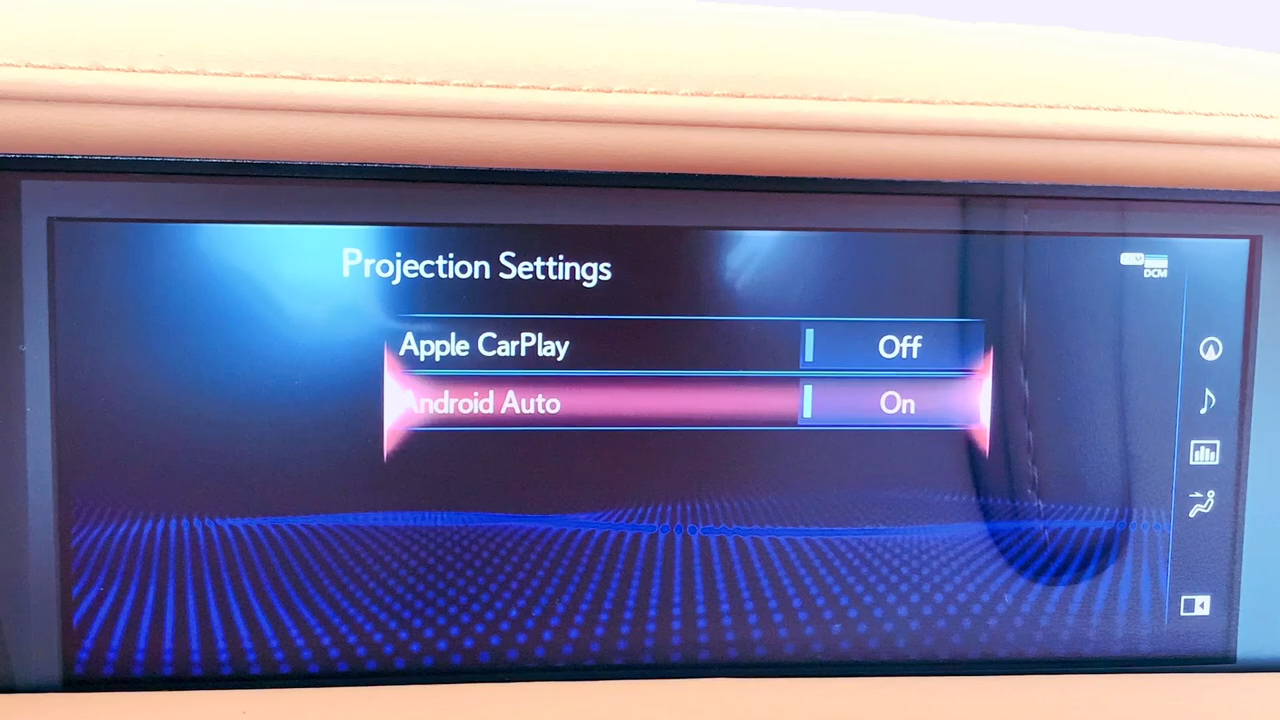 Projection Settings
DCM
Apple CarPlay Off
Android Auto On